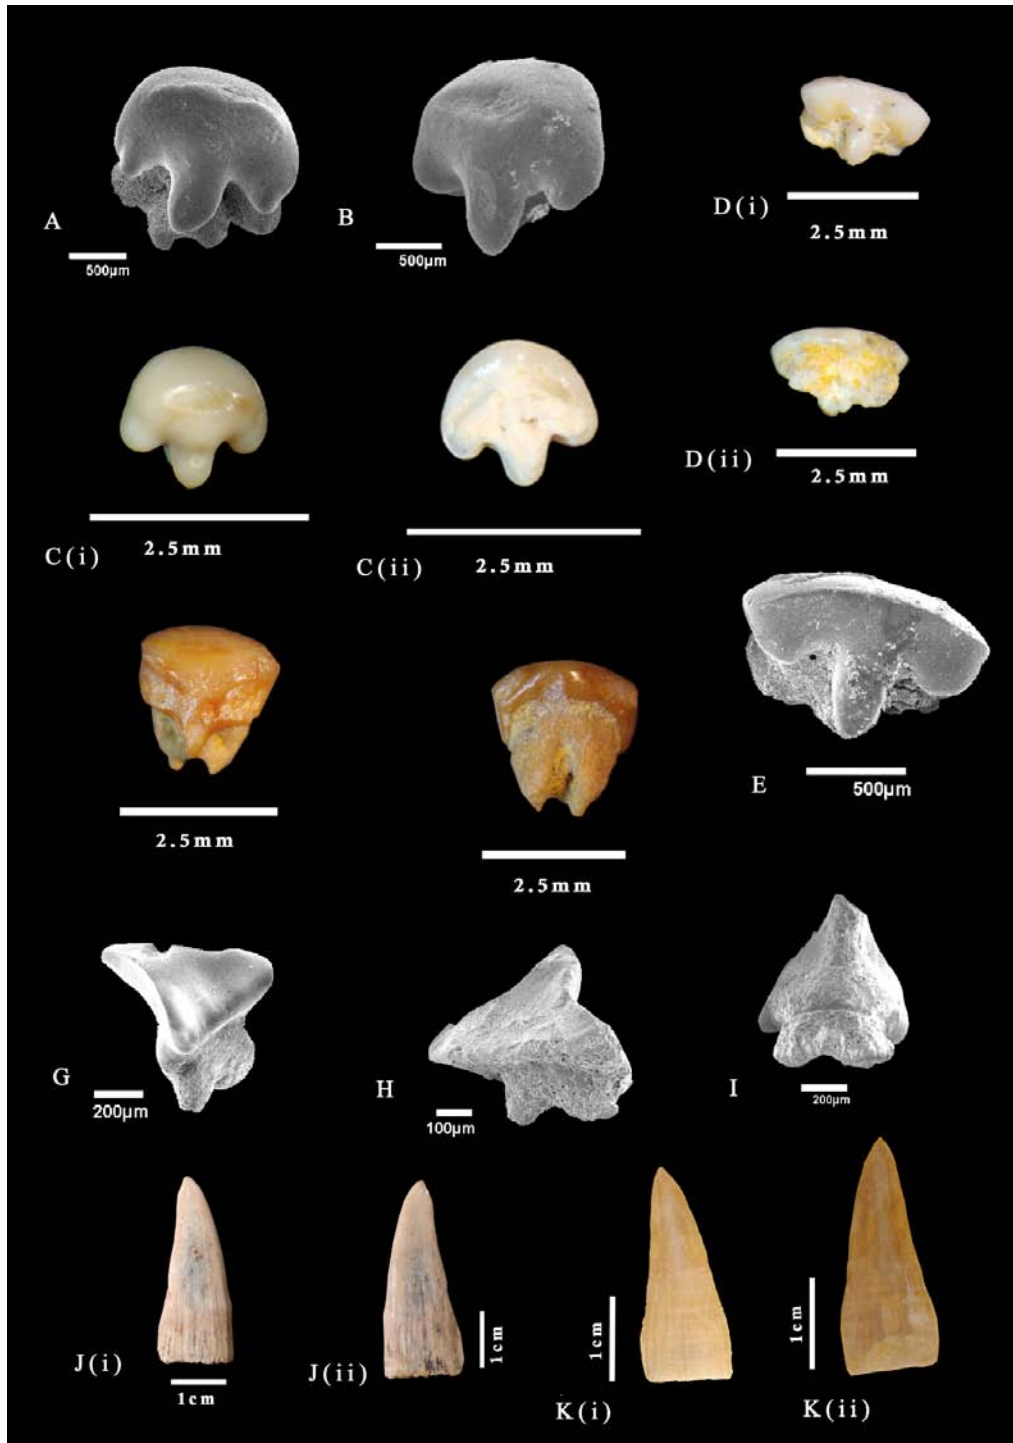 A
500µm
B
500µm
D(i)
2.5mm
C(i)
2.5mm
C(ii)
2.5mm
D(ii)
2.5mm
2.5mm
2.5mm
E
500µm
G
200µm
H
100µm
I
200µm
J(i)
1cm
J(ii)
1cm
1cm
K(i)
1cm
K(ii)